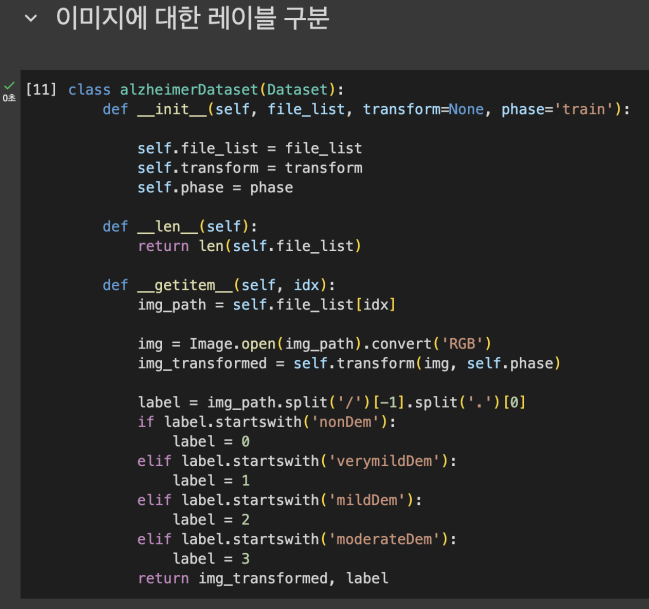 이미지에 대한 레이블 구분
0초
[11] class alzheimerDataset(Dataset):
    def __init__(self, file_list, transform=None, phase='train'):

        self.file_list = file_list
        self.transform = transform
        self.phase = phase

    def __len__(self):
        return len(self.file_list)

    def __getitem__(self, idx):
        img_path = self.file_list[idx]

        img = Image.open(img_path).convert('RGB')
        img_transformed = self.transform(img, self.phase)

        label = img_path.split('/')[-1].split('.')[0]
        if label.startswith('nonDem'):
            label = 0
        elif label.startswith('verymildDem'):
            label = 1
        elif label.startswith('mildDem'):
            label = 2
        elif label.startswith('moderateDem'):
            label = 3
        return img_transformed, label